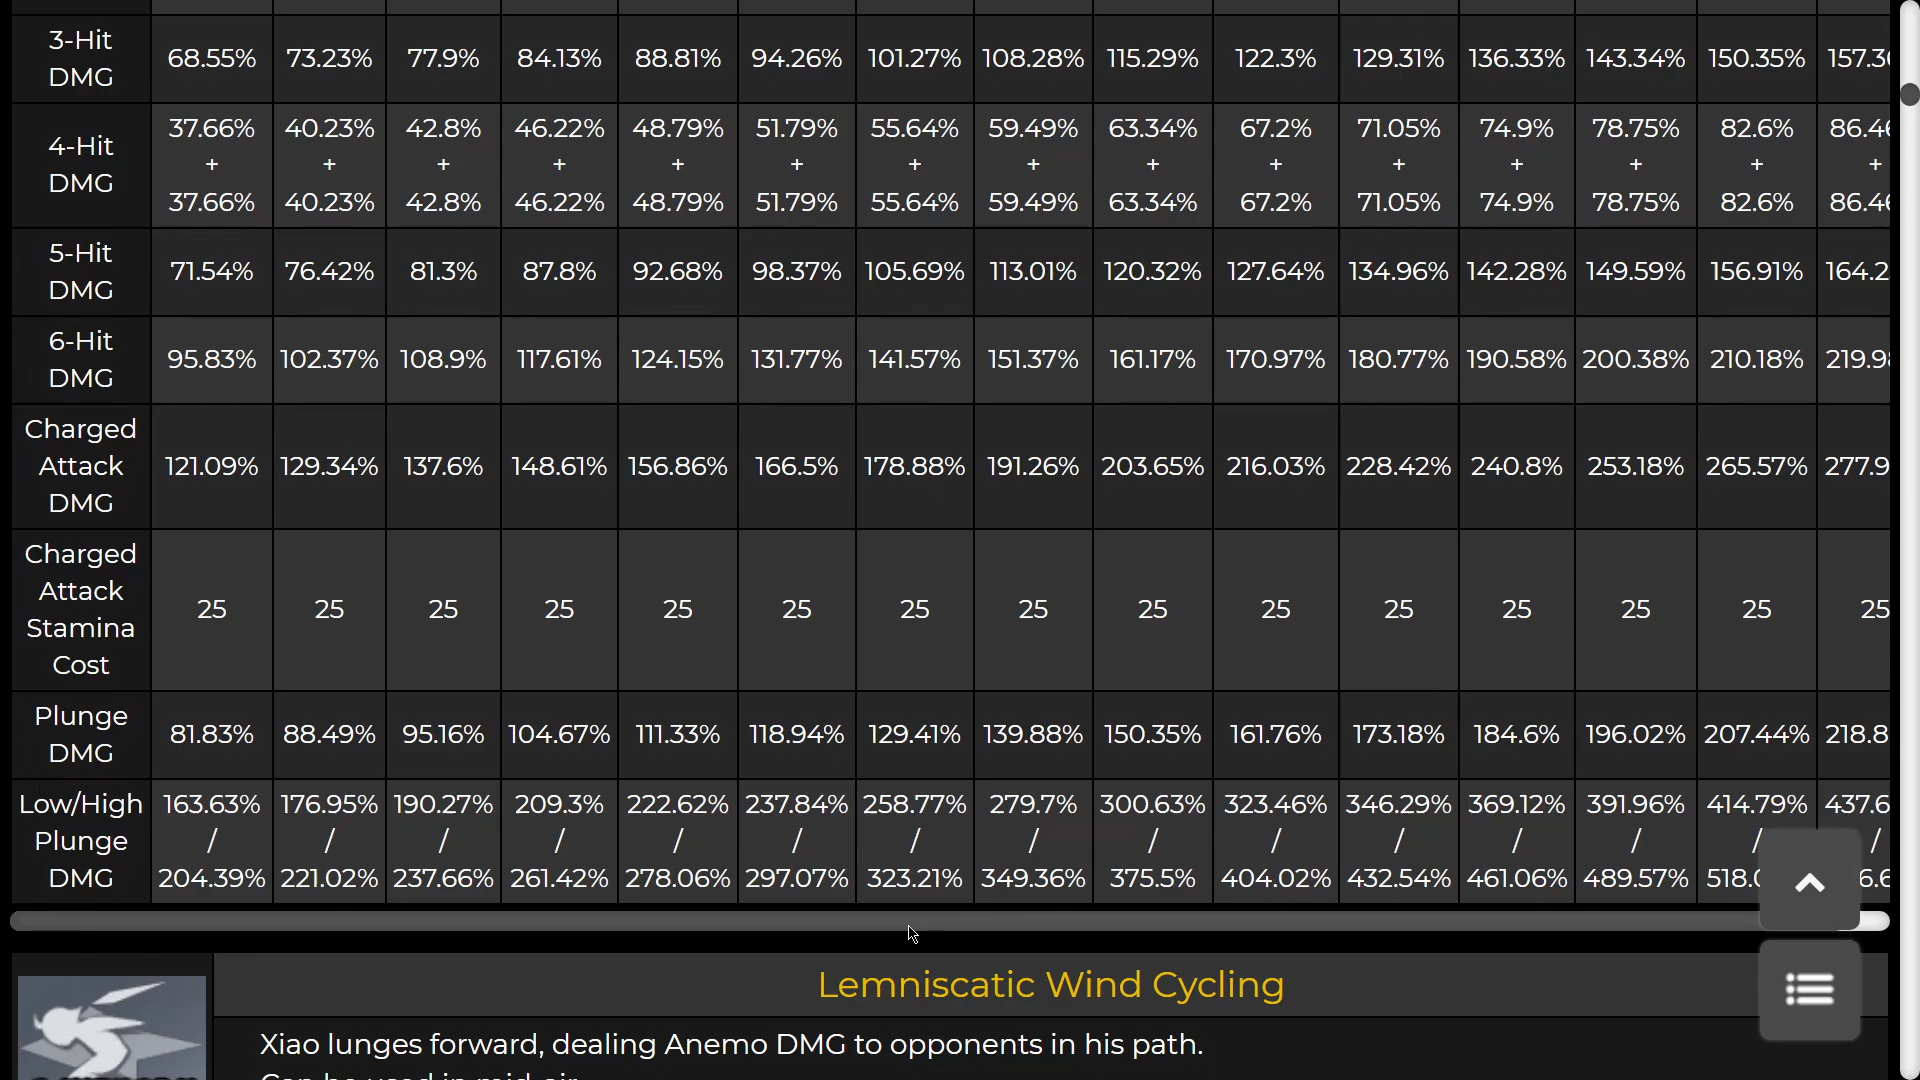 3-Hit DMG 68.55% 73.23% 77.9% 84.13% 88.81% 94.26% 101.27% 108.28% 115.29% 122.3% 129.31% 136.33% 143.34% 150.35%
4-Hit DMG 37.66% + 37.66% 40.23% + 40.23% 42.8% + 42.8% 46.22% + 46.22% 48.79% + 48.79% 51.79% + 51.79% 55.64% + 55.64% 59.49% + 59.49% 63.34% + 63.34% 67.2% + 67.2% 71.05% + 71.05% 74.9% + 74.9% 78.75% + 78.75% 82.6% + 82.6%
5-Hit DMG 71.54% 76.42% 81.3% 87.8% 92.68% 98.37% 105.69% 113.01% 120.32% 127.64% 134.96% 142.28% 149.59% 156.91% 164.2
6-Hit DMG 95.83% 102.37% 108.9% 117.61% 124.15% 131.77% 141.57% 151.37% 161.17% 170.97% 180.77% 190.58% 200.38% 210.18%
Charged Attack DMG 121.09% 129.34% 137.6% 148.61% 156.86% 166.5% 178.88% 191.26% 203.65% 216.03% 228.42% 240.8% 253.18% 265.57% 277.9
Charged Attack Stamina Cost 25 25 25 25 25 25 25 25 25 25 25 25 25 25 25
Plunge DMG 81.83% 88.49% 95.16% 104.67% 111.33% 118.94% 129.41% 139.88% 150.35% 161.76% 173.18% 184.6% 196.02% 207.44% 218.8
Low/High Plunge DMG 163.63% / 204.39% 176.95% / 221.02% 190.27% / 237.66% 209.3% / 261.42% 222.62% / 278.06% 237.84% / 297.07% 258.77% / 323.21% 279.7% / 349.36% 300.63% / 375.5% 323.46% / 404.02% 346.29% / 432.54% 369.12% / 461.06% 391.96% / 489.57% 414.79% / 437.6 /
Lemniscatic Wind Cycling
Xiao lunges forward, dealing Anemo DMG to opponents in his path.